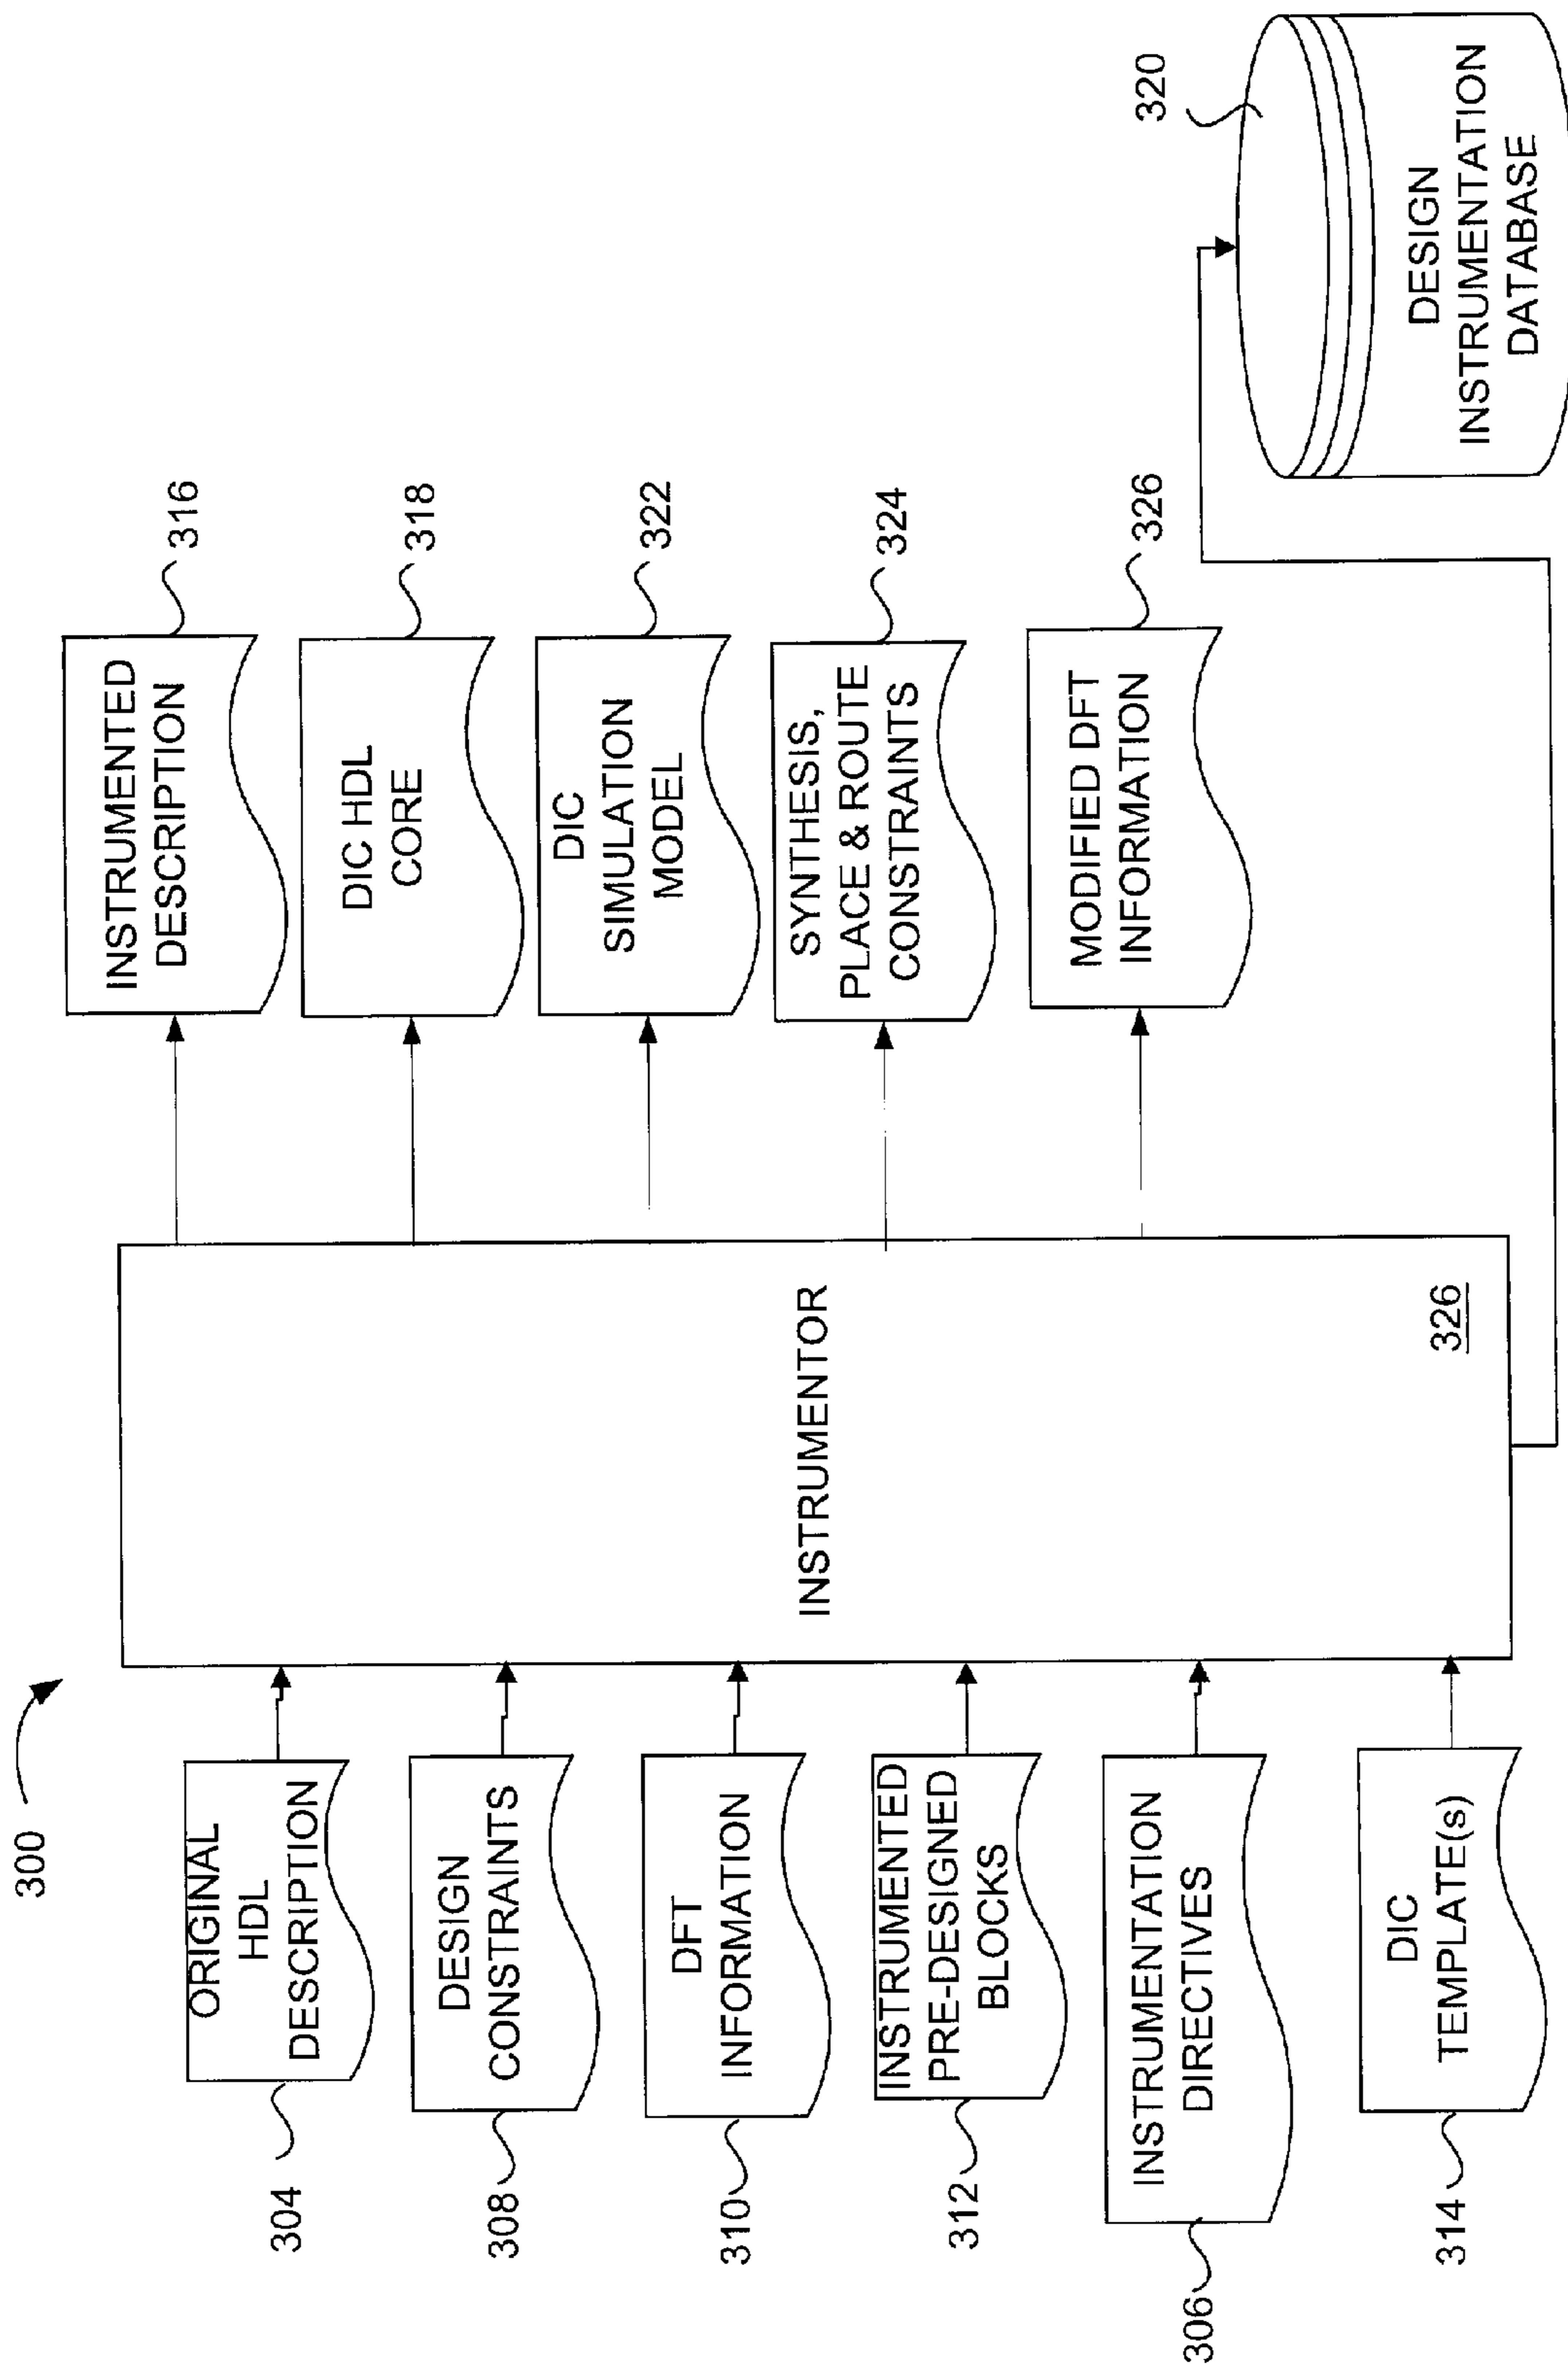 300
304
ORIGINAL
HDL
DESCRIPTION
308
DESIGN
CONSTRAINTS
310
DFT
INFORMATION
312
INSTRUMENTED
PRE-DESIGNED
BLOCKS
306
INSTRUMENTATION
DIRECTIVES
314
DIC
TEMPLATE(s)
INSTRUMENTOR
326
INSTRUMENTED
DESCRIPTION
316
DIC HDL
CORE
318
DIC
SIMULATION
MODEL
322
SYNTHESIS,
PLACE & ROUTE
CONSTRAINTS
324
MODIFIED DFT
INFORMATION
326
320
DESIGN
INSTRUMENTATION
DATABASE